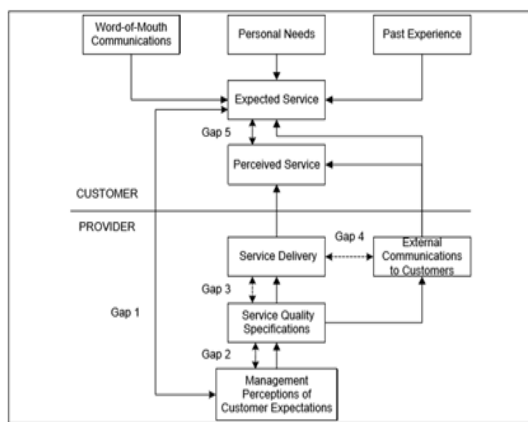 Word-of-Mouth
Communications
Personal Needs
Past Experience
Expected Service
Gap 5
Perceived Service
CUSTOMER
PROVIDER
Gap 4
Service Delivery
External
Communications
to Customers
Gap 3
Gap 1
Service Quality
Specifications
Gap 2
Management
Perceptions of
Customer Expectations